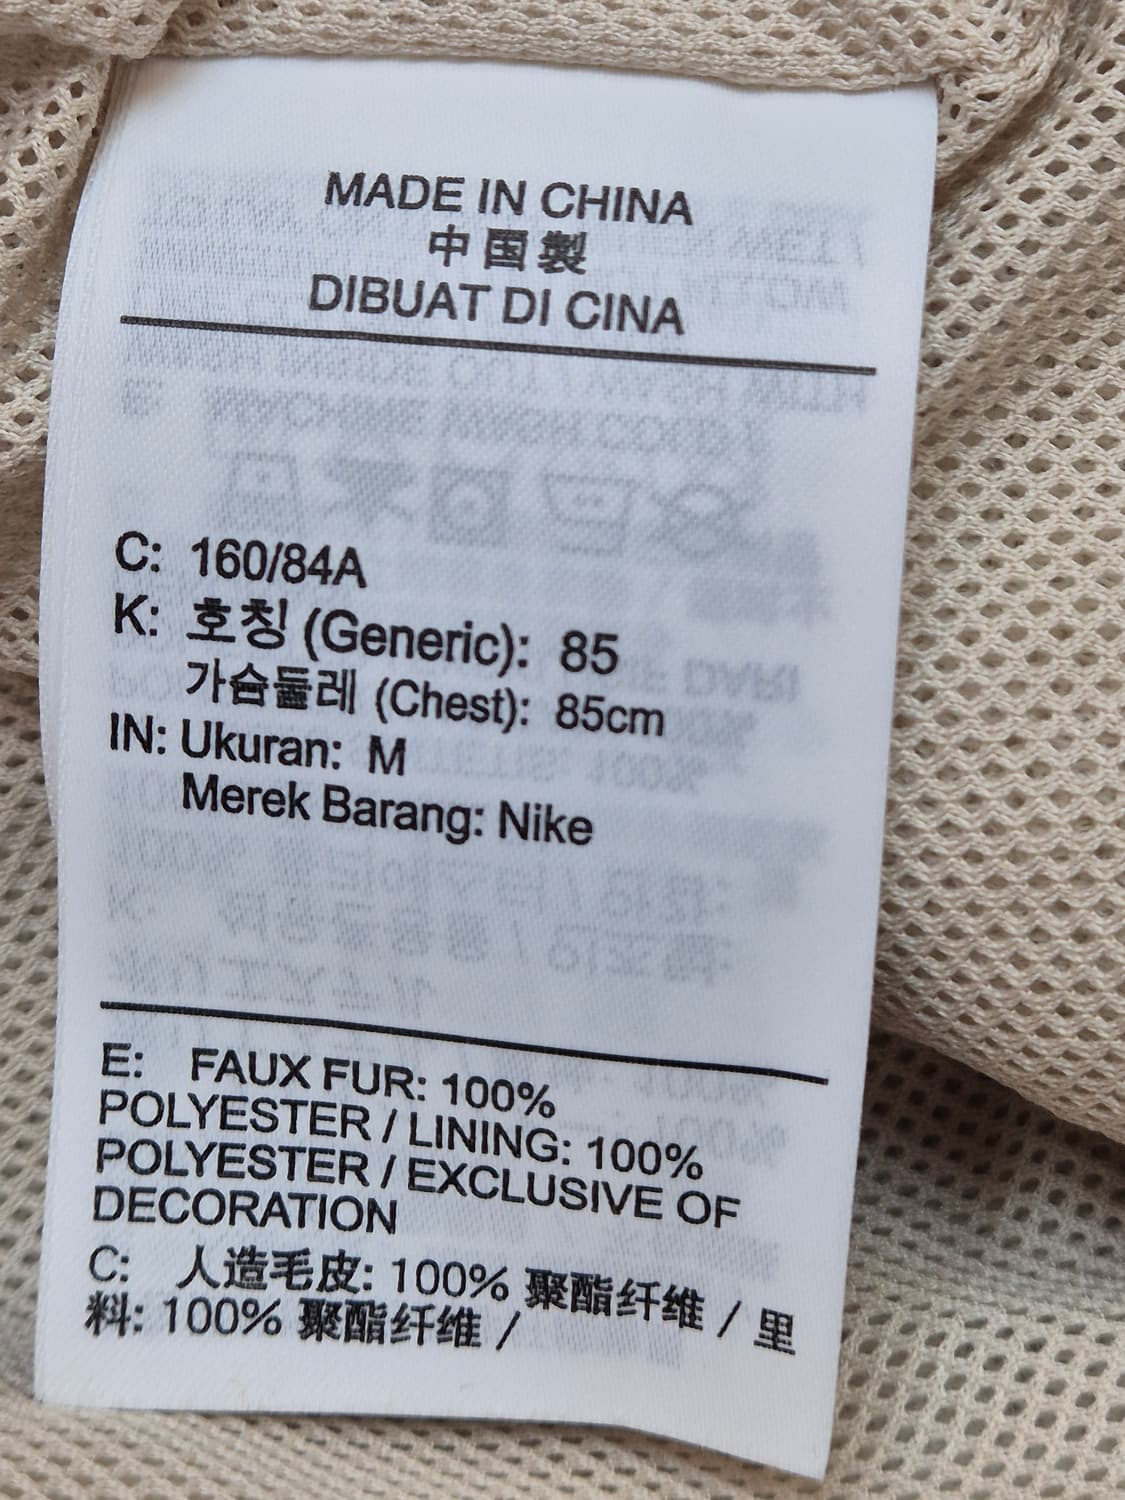 MADE IN CHINA
中国製
DIBUAT DI CINA
C: 160/84A
K: 호칭 (Generic): 85
가슴둘레 (Chest): 85cm
IN: Ukuran: M
Merek Barang: Nike
E: FAUX FUR: 100%
POLYESTER / LINING: 100%
POLYESTER / EXCLUSIVE OF
DECORATION
C: 人造毛皮: 100% 聚酯纤维 / 里
料: 100% 聚酯纤维 /